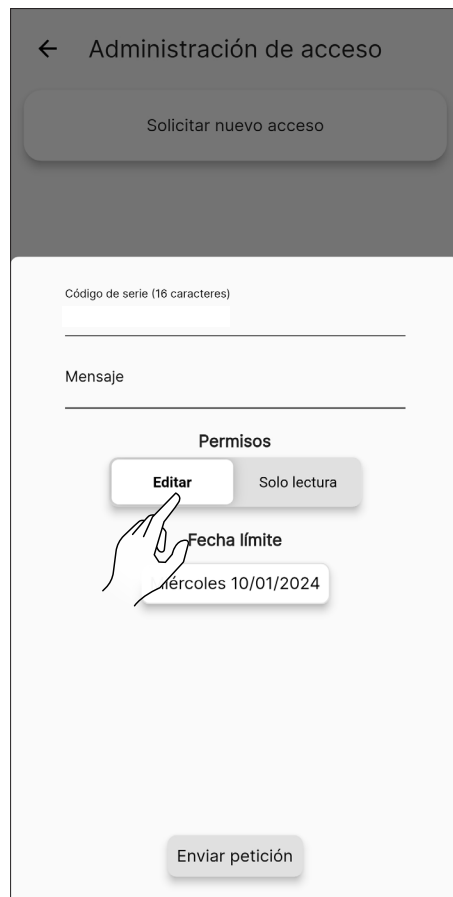 Administración de acceso
Solicitar nuevo acceso
Código de serie (16 caracteres)
Mensaje
Permisos
Editar Solo lectura
Fecha límite
Miércoles 10/01/2024
Enviar petición